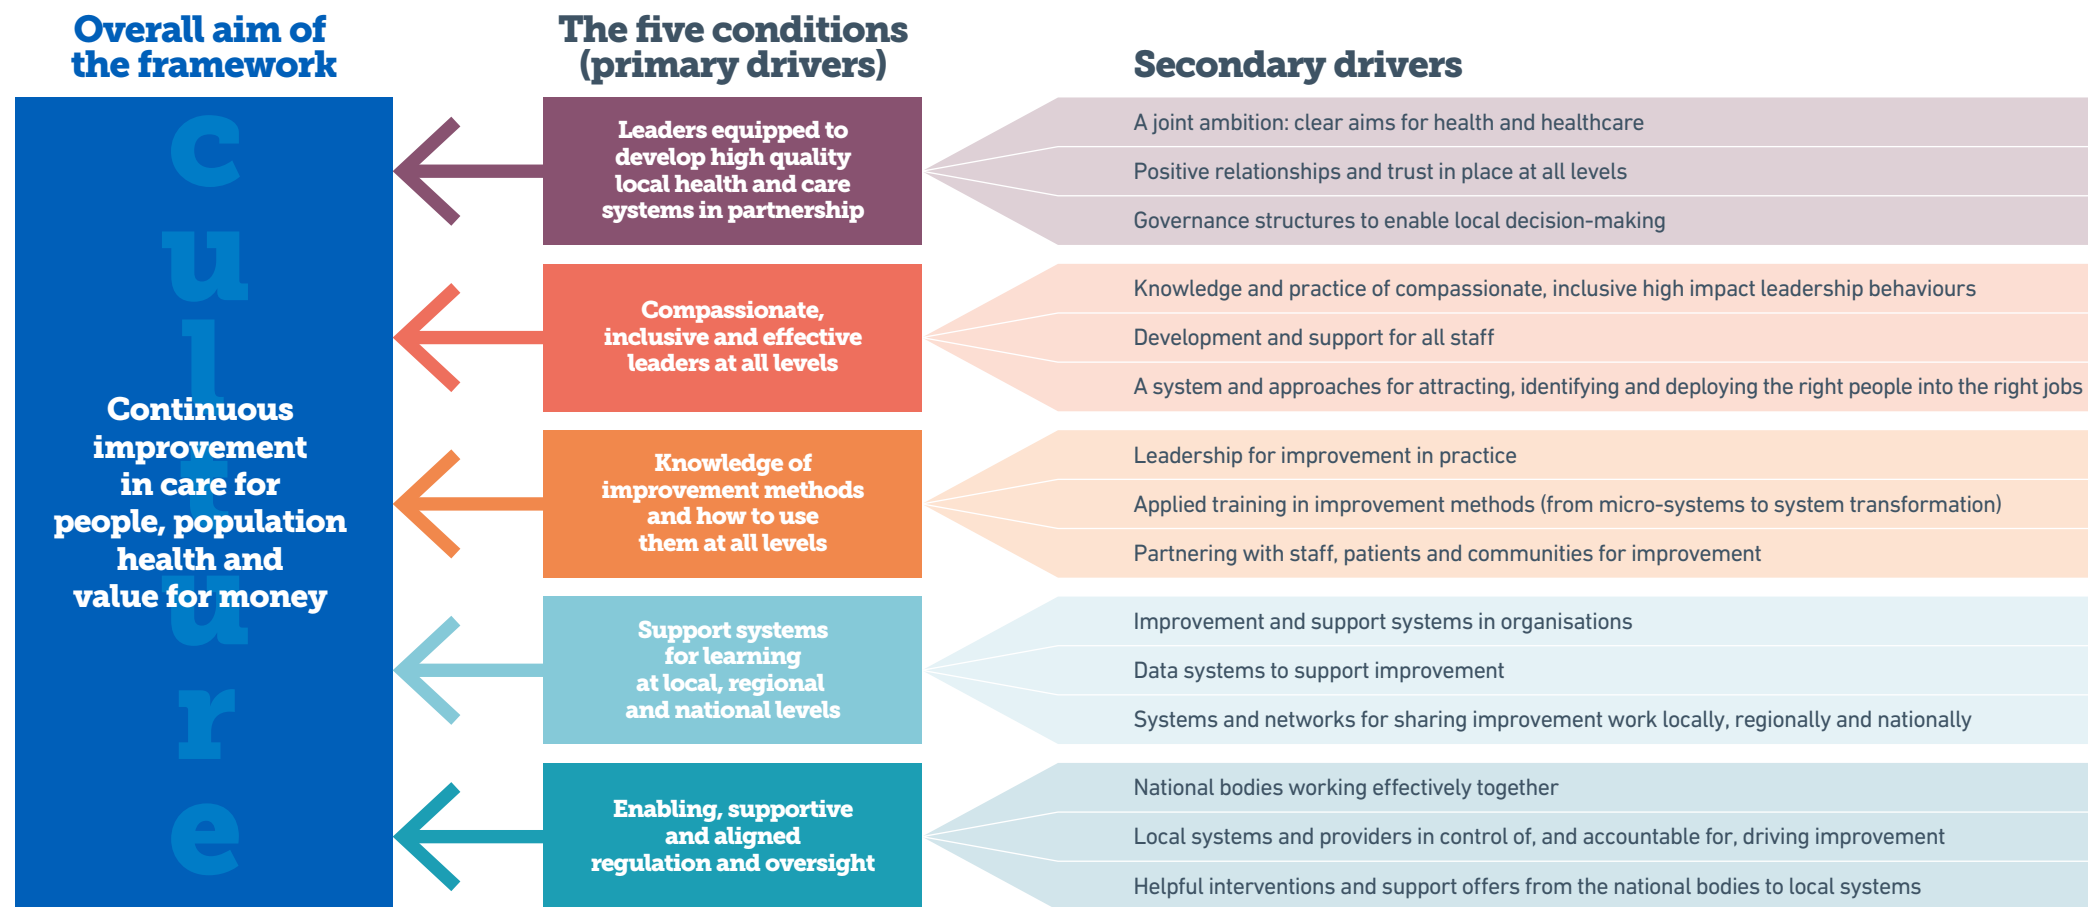 Overall aim of
the framework
The five conditions
(primary drivers)
Secondary drivers
culture
Continuous
improvement
in care for
people, population
health and
value for money
Leaders equipped to
develop high quality
local health and care
systems in partnership
A joint ambition: clear aims for health and healthcare
Positive relationships and trust in place at all levels
Governance structures to enable local decision-making
Compassionate,
inclusive and effective
leaders at all levels
Knowledge and practice of compassionate, inclusive high impact leadership behaviours
Development and support for all staff
A system and approaches for attracting, identifying and deploying the right people into the right jobs
Knowledge of
improvement methods
and how to use
them at all levels
Leadership for improvement in practice
Applied training in improvement methods (from micro-systems to system transformation)
Partnering with staff, patients and communities for improvement
Support systems
for learning
at local, regional
and national levels
Improvement and support systems in organisations
Data systems to support improvement
Systems and networks for sharing improvement work locally, regionally and nationally
Enabling, supportive
and aligned
regulation and oversight
National bodies working effectively together
Local systems and providers in control of, and accountable for, driving improvement
Helpful interventions and support offers from the national bodies to local systems